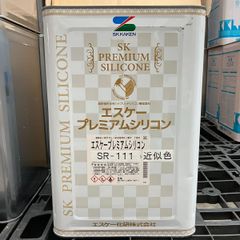 SK KAKEN
SK
PREMIUM
SILICONE
エスケー
プレミアムシリコン
エスケープレミアムシリコン
SR-111 近似色
エスケー化研株式会社
SK PREMIUM SILICONE